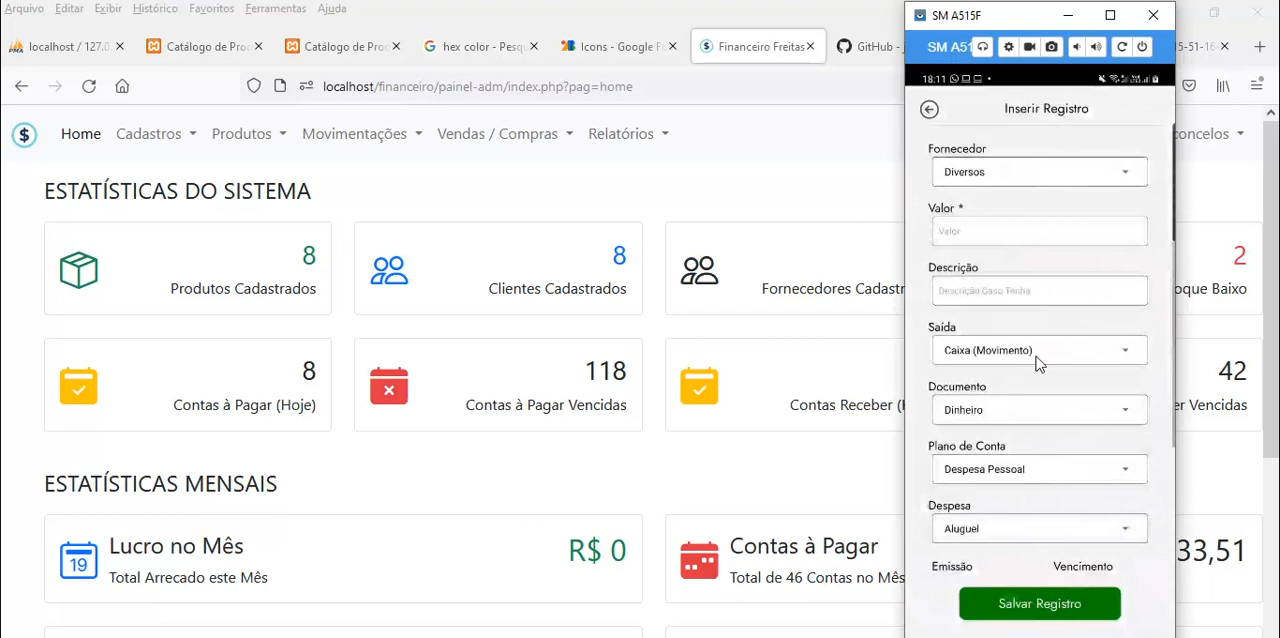 Arquivo Editar Exibir Histórico Favoritos Ferramentas Ajuda
localhost / 127.0
Catálogo de Pro
Catálogo de Pro
hex color - Pesq
Icons - Google F
Financeiro Freitas
GitHub -
51-16-
localhost/financeiro/painel-adm/index.php?pag=home
Home Cadastros Produtos Movimentações Vendas / Compras Relatórios
concelos
ESTATÍSTICAS DO SISTEMA
8
Produtos Cadastrados
8
Clientes Cadastrados
Fornecedores Cadastr
2
oque Baixo
8
Contas à Pagar (Hoje)
118
Contas à Pagar Vencidas
Contas Receber (
42
er Vencidas
ESTATÍSTICAS MENSAIS
19
Lucro no Mês
Total Arrecado este Mês
R$ 0
Contas à Pagar
Total de 46 Contas no Mês
33,51
SM A515F
SM A51
18:11
Inserir Registro
Fornecedor
Diversos
Valor *
Valor
Descrição
Descrição Caso Tenha
Saída
Caixa (Movimento)
Documento
Dinheiro
Plano de Conta
Despesa Pessoal
Despesa
Aluguel
Emissão Vencimento
Salvar Registro